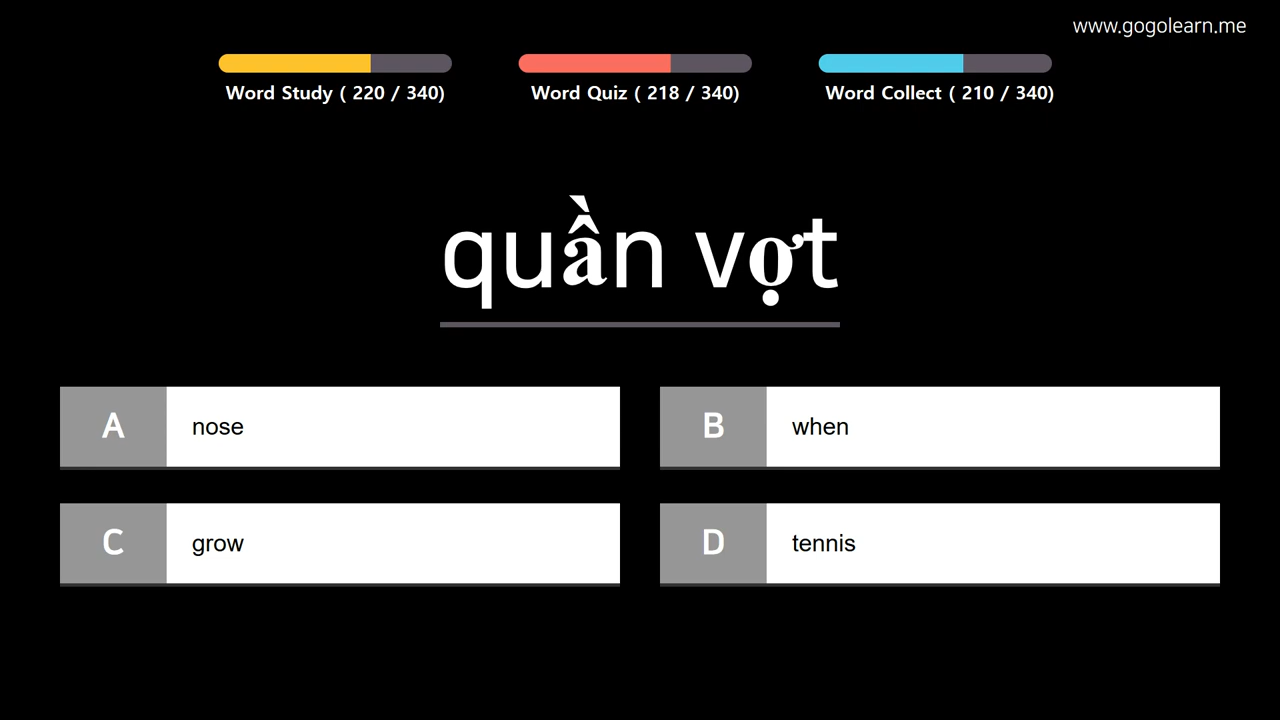 www.gogolearn.me
Word Study ( 220 / 340)
Word Quiz ( 218 / 340)
Word Collect ( 210 / 340)
quần vợt
A nose
B when
C grow
D tennis